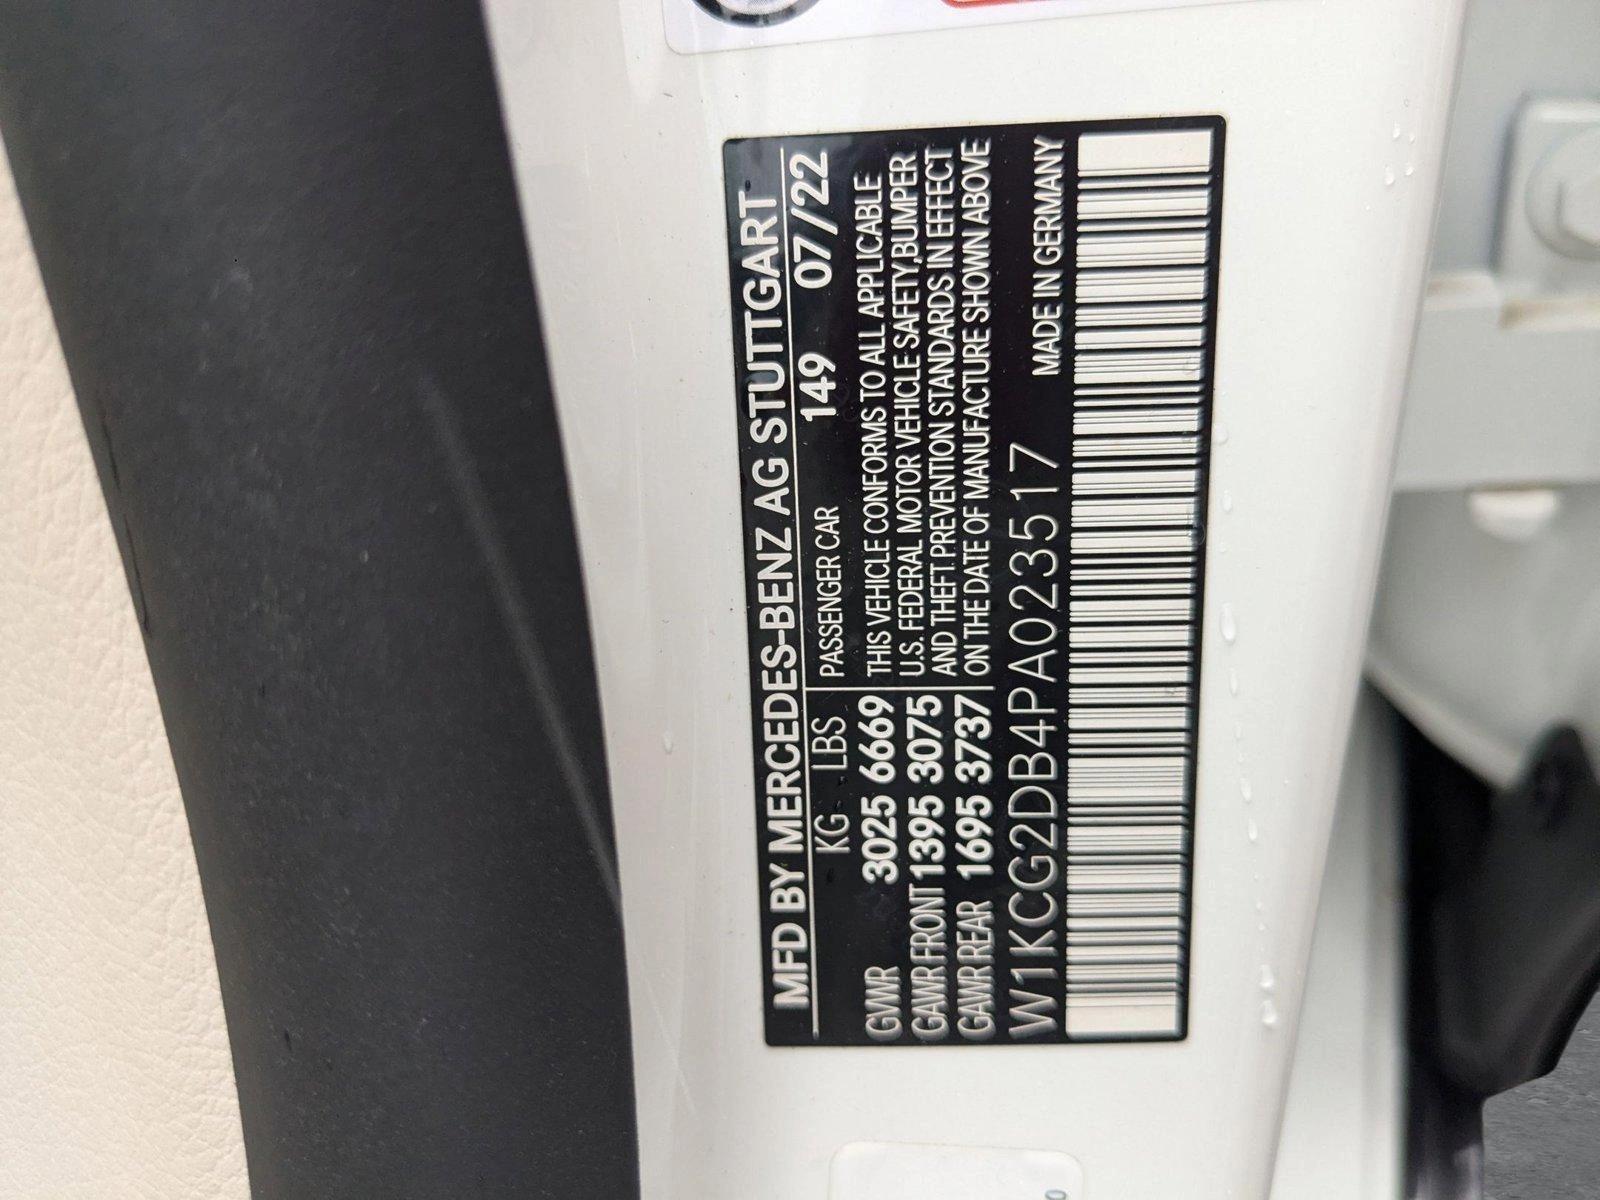 MFD BY MERCEDES-BENZ AG STUTTGART
KG LBS PASSENGER CAR 149 07/22
GVWR 3025 6669 THIS VEHICLE CONFORMS TO ALL APPLICABLE
GAWR FRONT 1395 3075 U.S. FEDERAL MOTOR VEHICLE SAFETY,BUMPER
AND THEFT PREVENTION STANDARDS IN EFFECT
GAWR REAR 1695 3737 ON THE DATE OF MANUFACTURE SHOWN ABOVE
W1KCG2DB4PA023517 MADE IN GERMANY